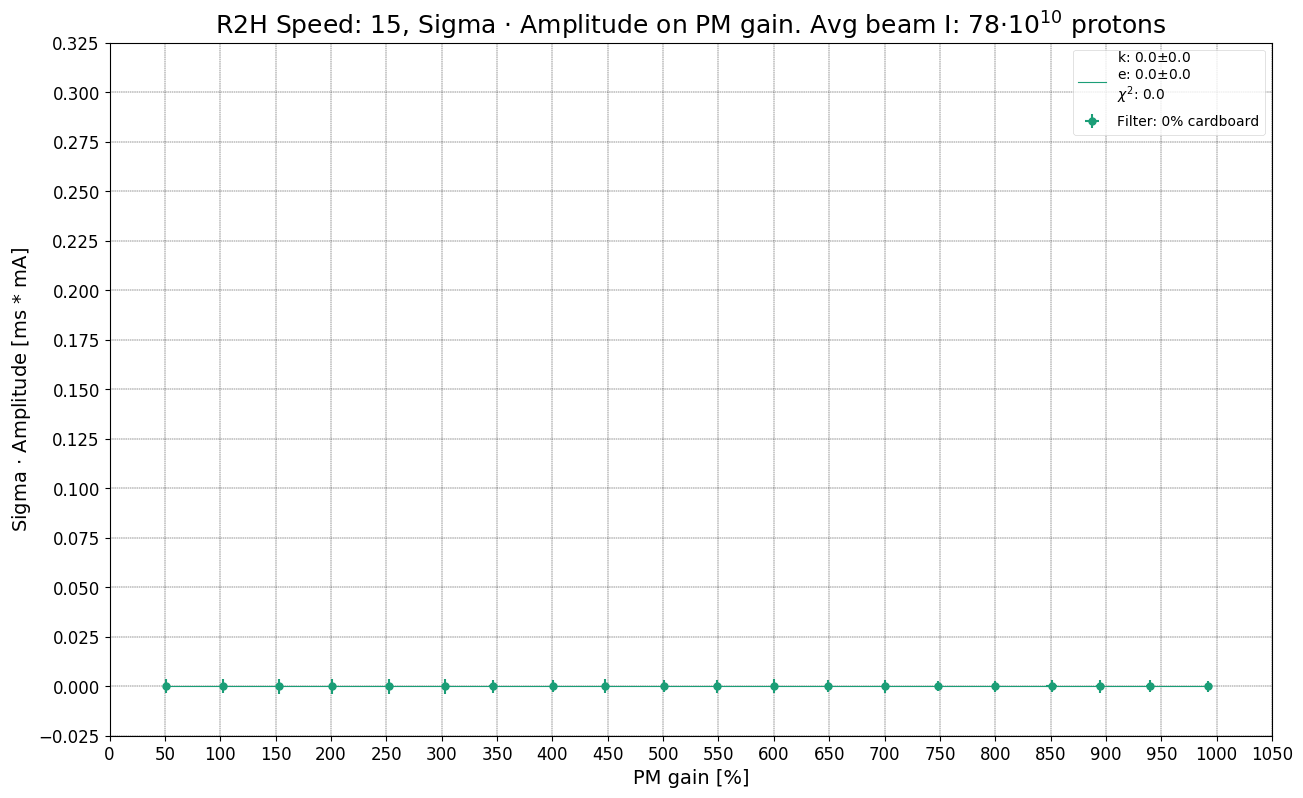 R2H Speed: 15, Sigma · Amplitude on PM gain. Avg beam I: 78·10^10 protons
k: 0.0±0.0
e: 0.0±0.0
χ²: 0.0
Filter: 0% cardboard
Sigma · Amplitude [ms * mA]
0.325
0.300
0.275
0.250
0.225
0.200
0.175
0.150
0.125
0.100
0.075
0.050
0.025
0.000
−0.025
0 50 100 150 200 250 300 350 400 450 500 550 600 650 700 750 800 850 900 950 1000 1050
PM gain [%]